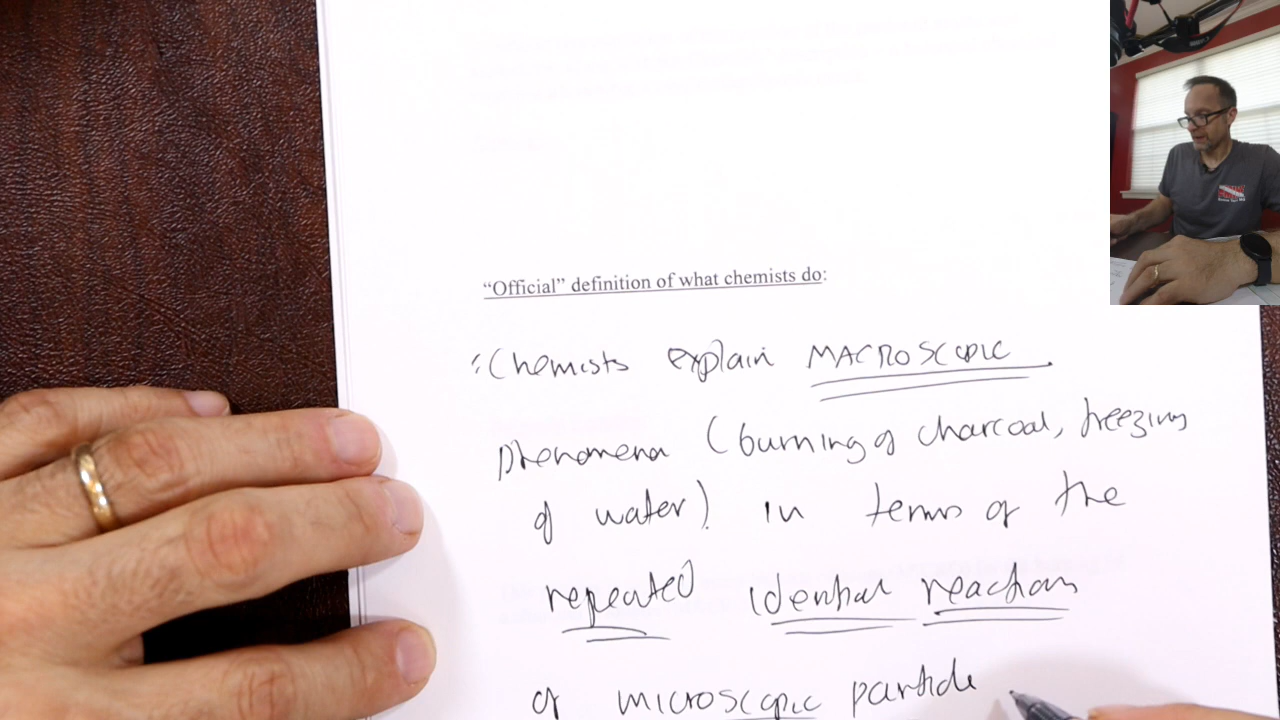 “Official” definition of what chemists do:
“Chemists explain MACROSCOPIC
phenomena (burning of charcoal, freezing
of water) in terms of the
repeated identical reaction
of microscopic particle